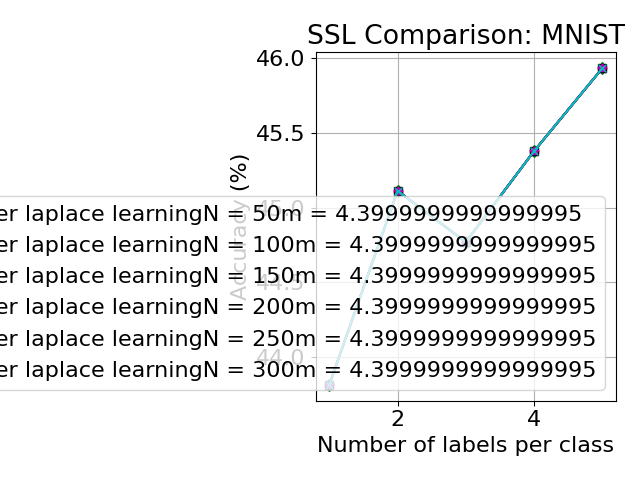 SSL Comparison: MNIST
46.0
45.5
45.0
44.5
44.0
Accuracy (%)
er laplace learningN = 50m = 4.3999999999999995
er laplace learningN = 100m = 4.3999999999999995
er laplace learningN = 150m = 4.3999999999999995
er laplace learningN = 200m = 4.3999999999999995
er laplace learningN = 250m = 4.3999999999999995
er laplace learningN = 300m = 4.3999999999999995
2 4
Number of labels per class